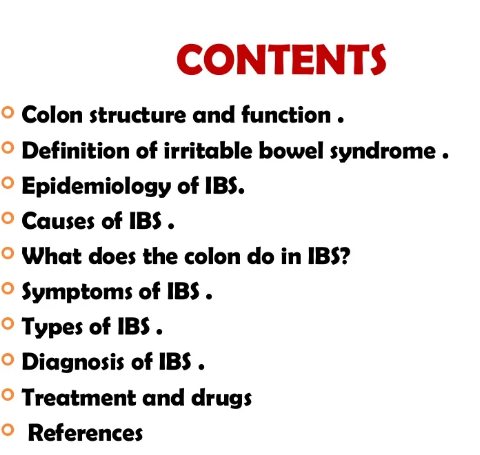 CONTENTS
Colon structure and function .
Definition of irritable bowel syndrome .
Epidemiology of IBS.
Causes of IBS .
What does the colon do in IBS?
Symptoms of IBS .
Types of IBS .
Diagnosis of IBS .
Treatment and drugs
References